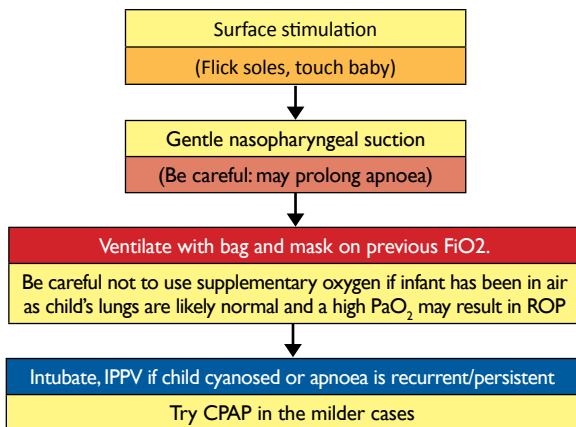 Surface stimulation
(Flick soles, touch baby)
Gentle nasopharyngeal suction
(Be careful: may prolong apnoea)
Ventilate with bag and mask on previous FiO2.
Be careful not to use supplementary oxygen if infant has been in air
as child's lungs are likely normal and a high PaO₂ may result in ROP
Intubate, IPPV if child cyanosed or apnoea is recurrent/persistent
Try CPAP in the milder cases